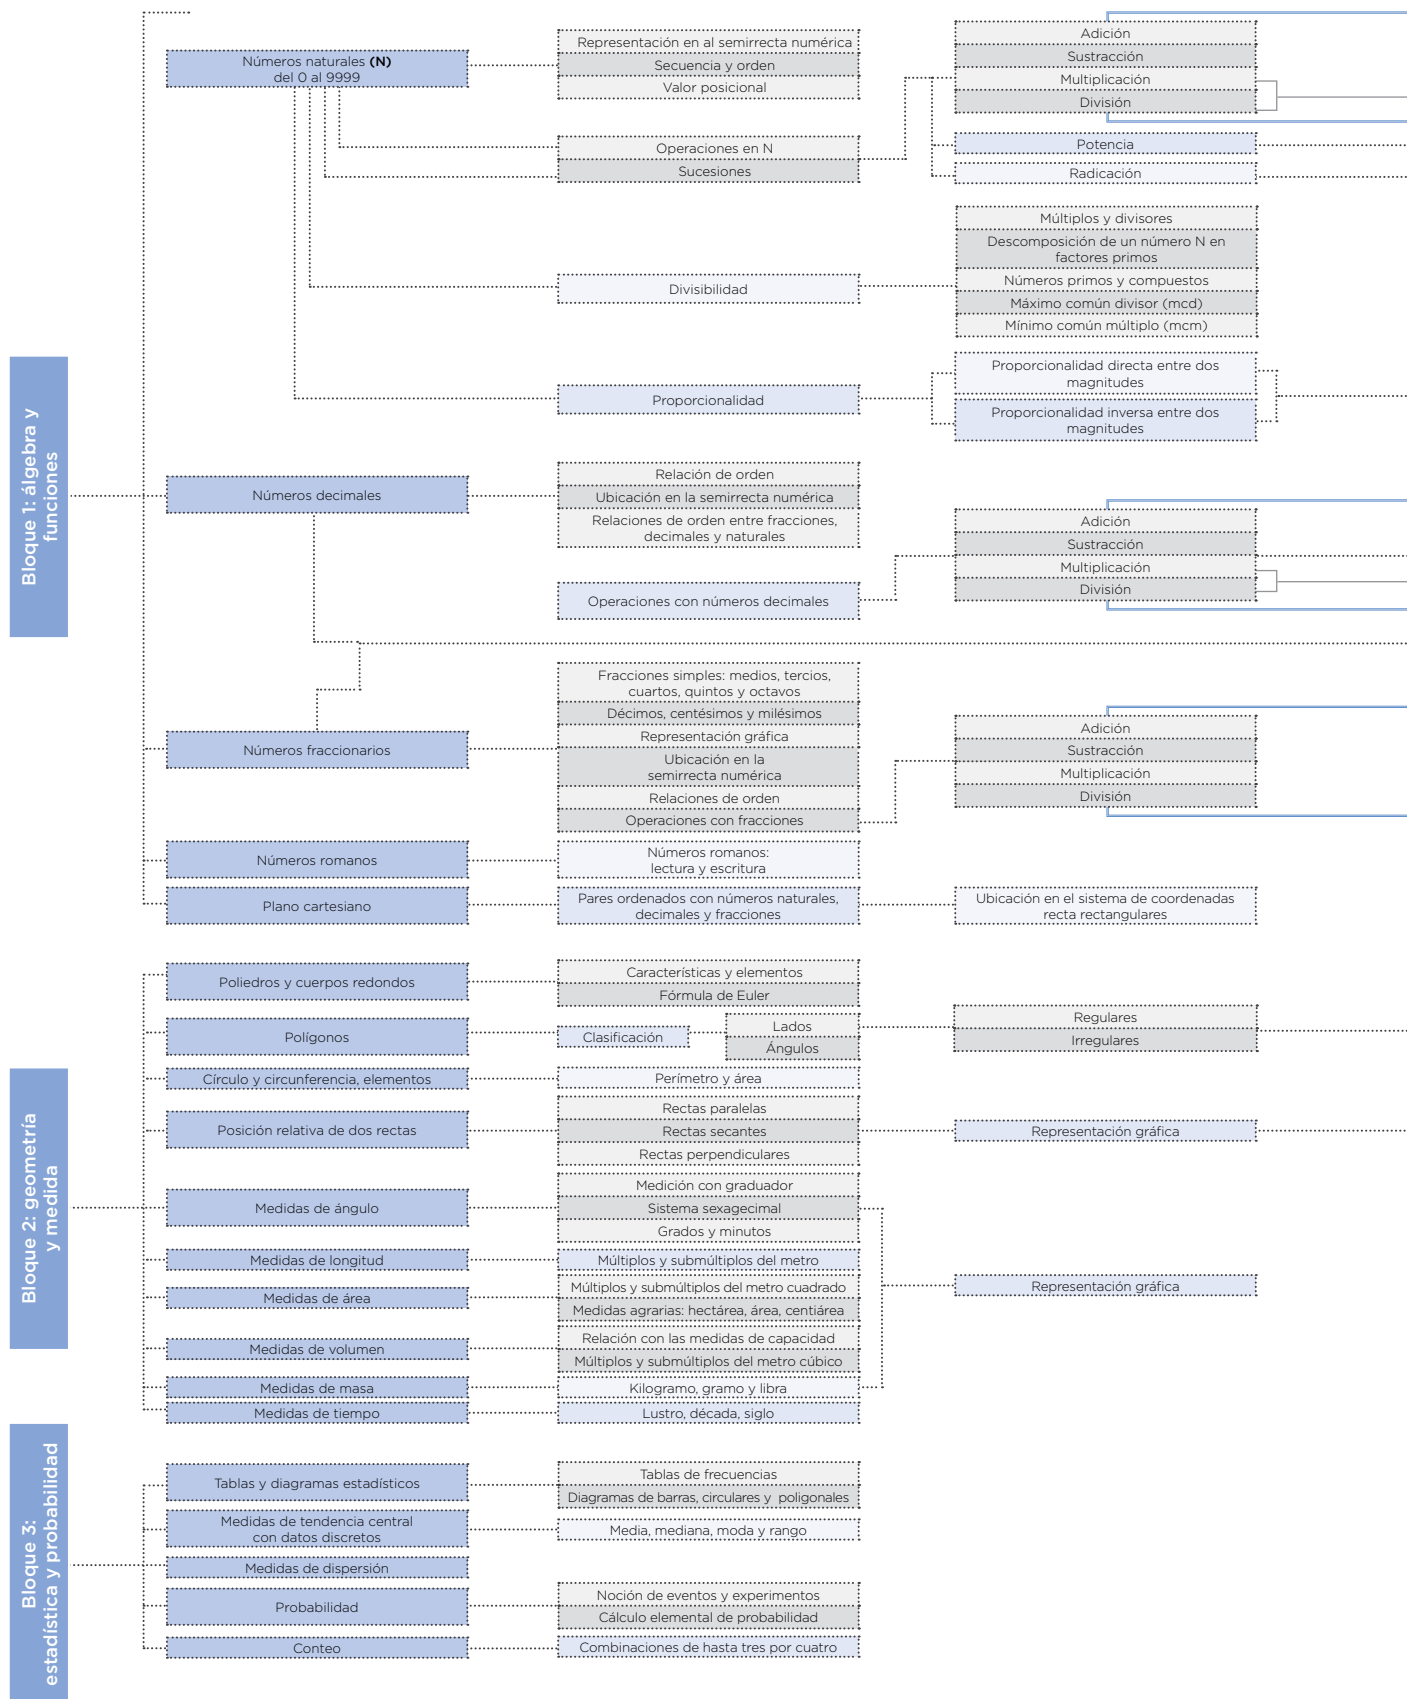 Bloque 1: álgebra y
funciones
Números naturales (N)
del 0 al 9999
Representación en al semirrecta numérica
Secuencia y orden
Valor posicional
Operaciones en N
Sucesiones
Adición
Sustracción
Multiplicación
División
Potencia
Radicación
Divisibilidad
Múltiplos y divisores
Descomposición de un número N en
factores primos
Números primos y compuestos
Máximo común divisor (mcd)
Mínimo común múltiplo (mcm)
Proporcionalidad
Proporcionalidad directa entre dos
magnitudes
Proporcionalidad inversa entre dos
magnitudes
Números decimales
Relación de orden
Ubicación en la semirrecta numérica
Relaciones de orden entre fracciones,
decimales y naturales
Operaciones con números decimales
Adición
Sustracción
Multiplicación
División
Números fraccionarios
Fracciones simples: medios, tercios,
cuartos, quintos y octavos
Décimos, centésimos y milésimos
Representación gráfica
Ubicación en la
semirrecta numérica
Relaciones de orden
Operaciones con fracciones
Adición
Sustracción
Multiplicación
División
Números romanos
Números romanos:
lectura y escritura
Plano cartesiano
Pares ordenados con números naturales,
decimales y fracciones
Ubicación en el sistema de coordenadas
recta rectangulares
Bloque 2: geometría
y medida
Poliedros y cuerpos redondos
Características y elementos
Fórmula de Euler
Polígonos
Clasificación
Lados
Ángulos
Regulares
Irregulares
Círculo y circunferencia, elementos
Perímetro y área
Posición relativa de dos rectas
Rectas paralelas
Rectas secantes
Rectas perpendiculares
Representación gráfica
Medidas de ángulo
Medición con graduador
Sistema sexagecimal
Grados y minutos
Medidas de longitud
Múltiplos y submúltiplos del metro
Medidas de área
Múltiplos y submúltiplos del metro cuadrado
Medidas agrarias: hectárea, área, centiárea
Representación gráfica
Medidas de volumen
Relación con las medidas de capacidad
Múltiplos y submúltiplos del metro cúbico
Medidas de masa
Kilogramo, gramo y libra
Medidas de tiempo
Lustro, década, siglo
Bloque 3:
estadística y probabilidad
Tablas y diagramas estadísticos
Tablas de frecuencias
Diagramas de barras, circulares y poligonales
Medidas de tendencia central
con datos discretos
Media, mediana, moda y rango
Medidas de dispersión
Probabilidad
Noción de eventos y experimentos
Cálculo elemental de probabilidad
Conteo
Combinaciones de hasta tres por cuatro